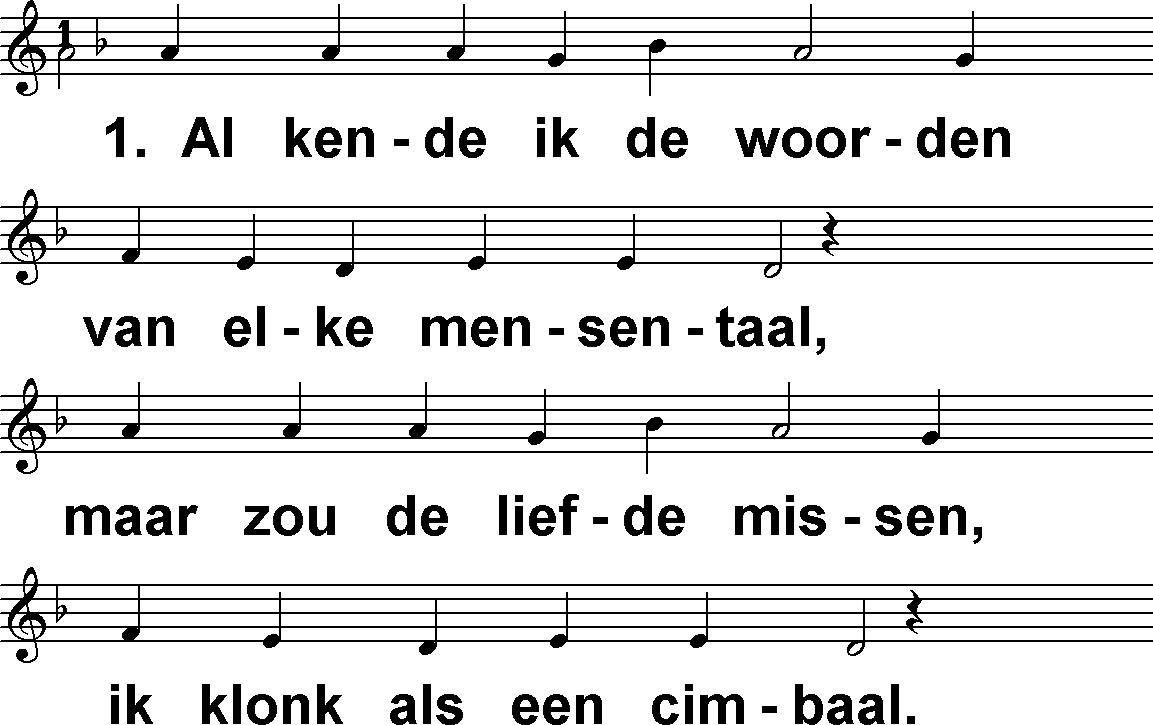 1
1. Al ken - de ik de woor - den
van el - ke men - sen - taal,
maar zou de lief - de mis - sen,
ik klonk als een cim - baal.